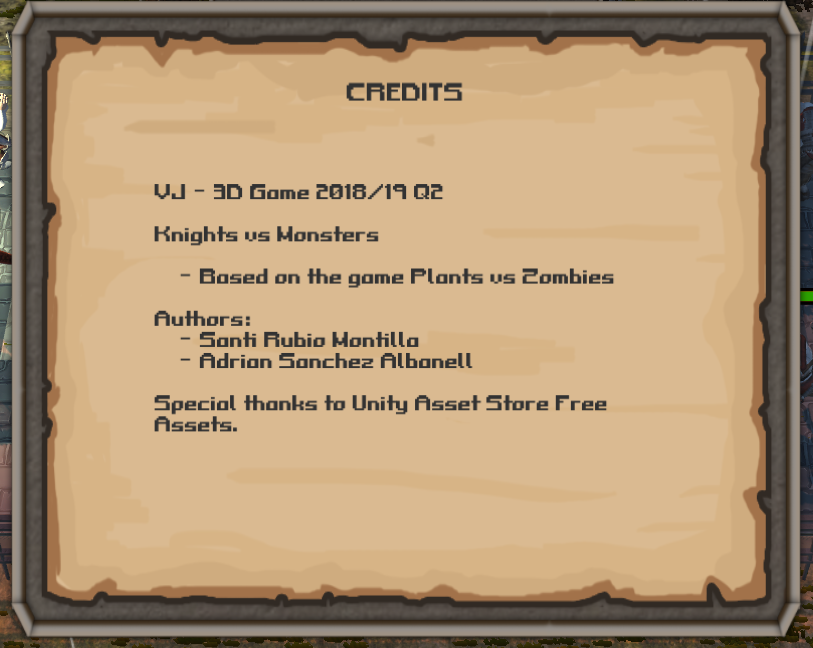 CREDITS
VJ - 3D Game 2018/19 Q2
Knights vs Monsters
- Based on the game Plants vs Zombies
Authors:
- Santi Rubio Montilla
- Adrian Sanchez Albanell
Special thanks to Unity Asset Store Free
Assets.